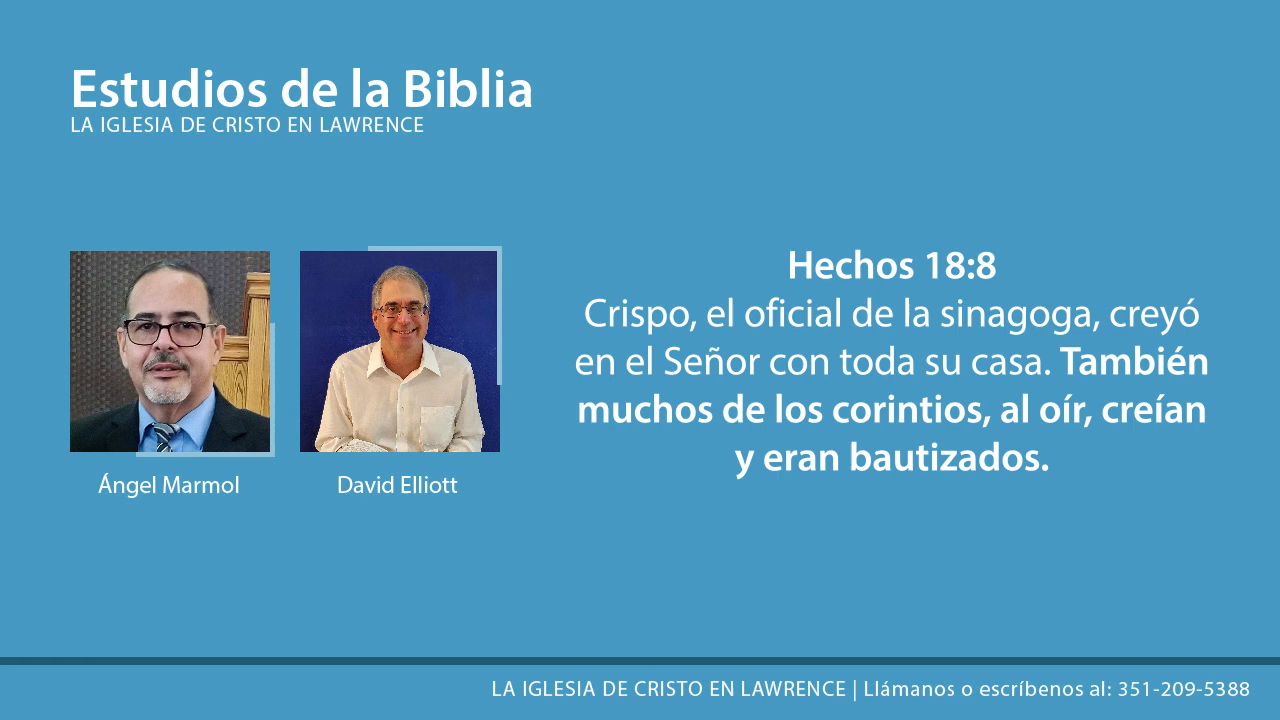 Estudios de la Biblia
LA IGLESIA DE CRISTO EN LAWRENCE
Ángel Marmol
David Elliott
Hechos 18:8
Crispo, el oficial de la sinagoga, creyó
en el Señor con toda su casa. También
muchos de los corintios, al oír, creían
y eran bautizados.
LA IGLESIA DE CRISTO EN LAWRENCE | Llámanos o escríbenos al: 351-209-5388